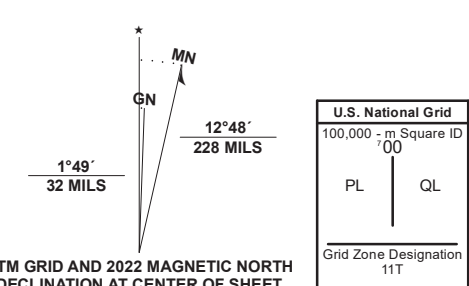 ★
MN
GN
12°48´
228 MILS
1°49´
32 MILS
TM GRID AND 2022 MAGNETIC NORTH
DECLINATION AT CENTER OF SHEET
U.S. National Grid
100,000 - m Square ID
⁷00
PL
QL
Grid Zone Designation
11T